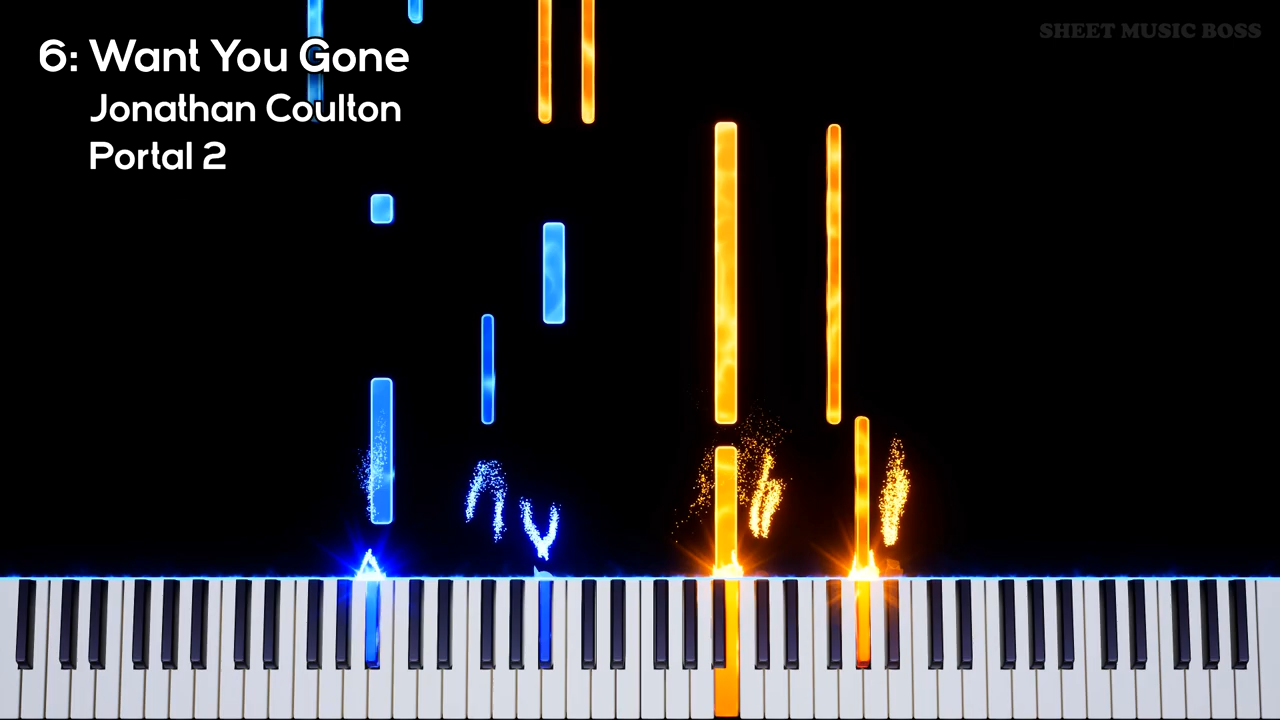 6: Want You Gone
Jonathan Coulton
Portal 2
SHEET MUSIC BOSS